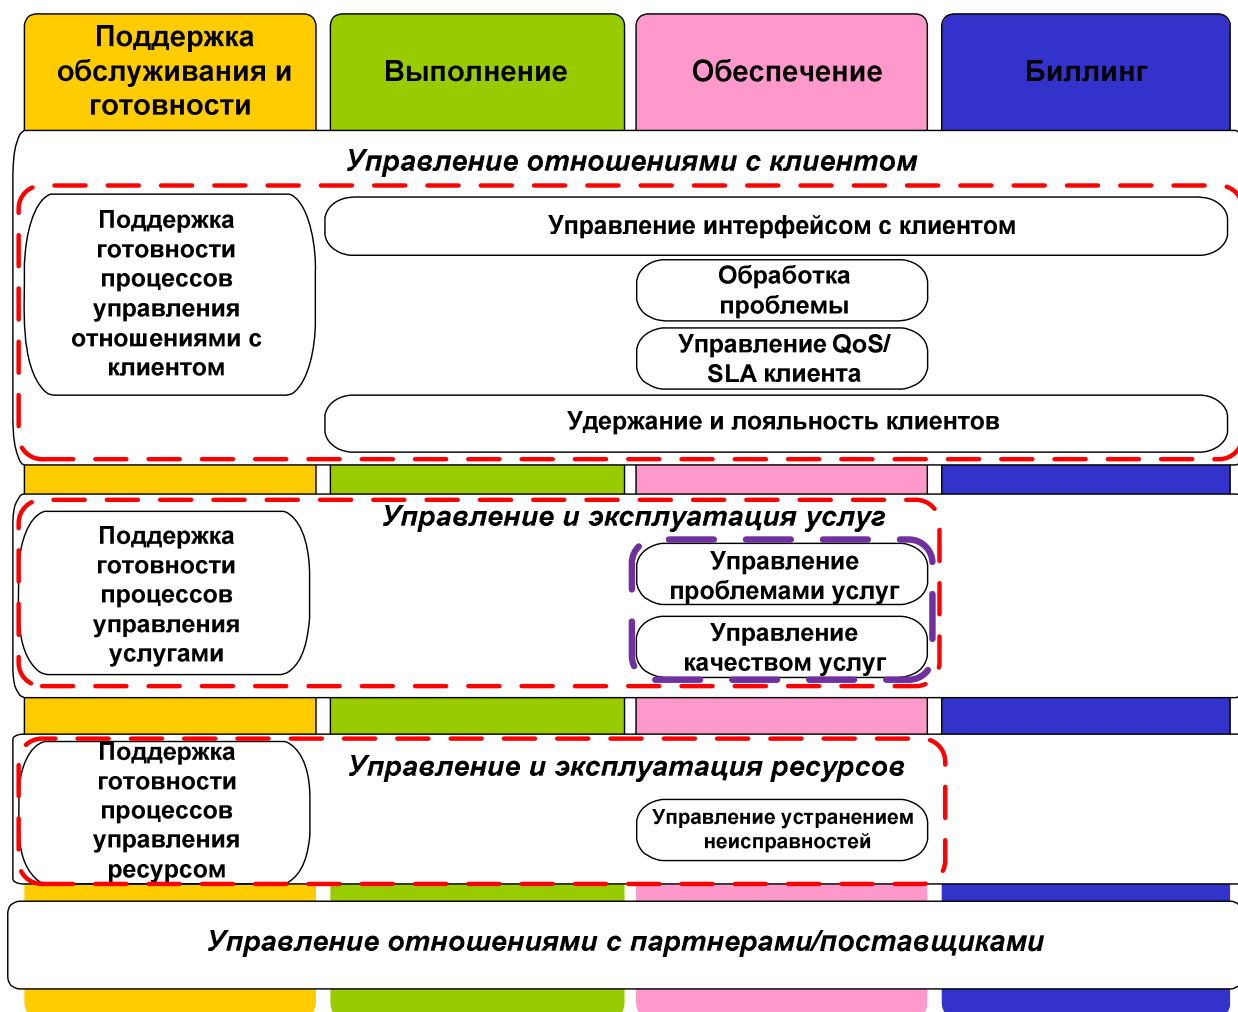 Поддержка
обслуживания и
готовности
Выполнение
Обеспечение
Биллинг
Управление отношениями с клиентом
Поддержка
готовности
процессов
управления
отношениями с
клиентом
Управление интерфейсом с клиентом
Обработка
проблемы
Управление QoS/
SLA клиента
Удержание и лояльность клиентов
Управление и эксплуатация услуг
Поддержка
готовности
процессов
управления
услугами
Управление
проблемами услуг
Управление
качеством услуг
Управление и эксплуатация ресурсов
Поддержка
готовности
процессов
управления
ресурсом
Управление устранением
неисправностей
Управление отношениями с партнерами/поставщиками